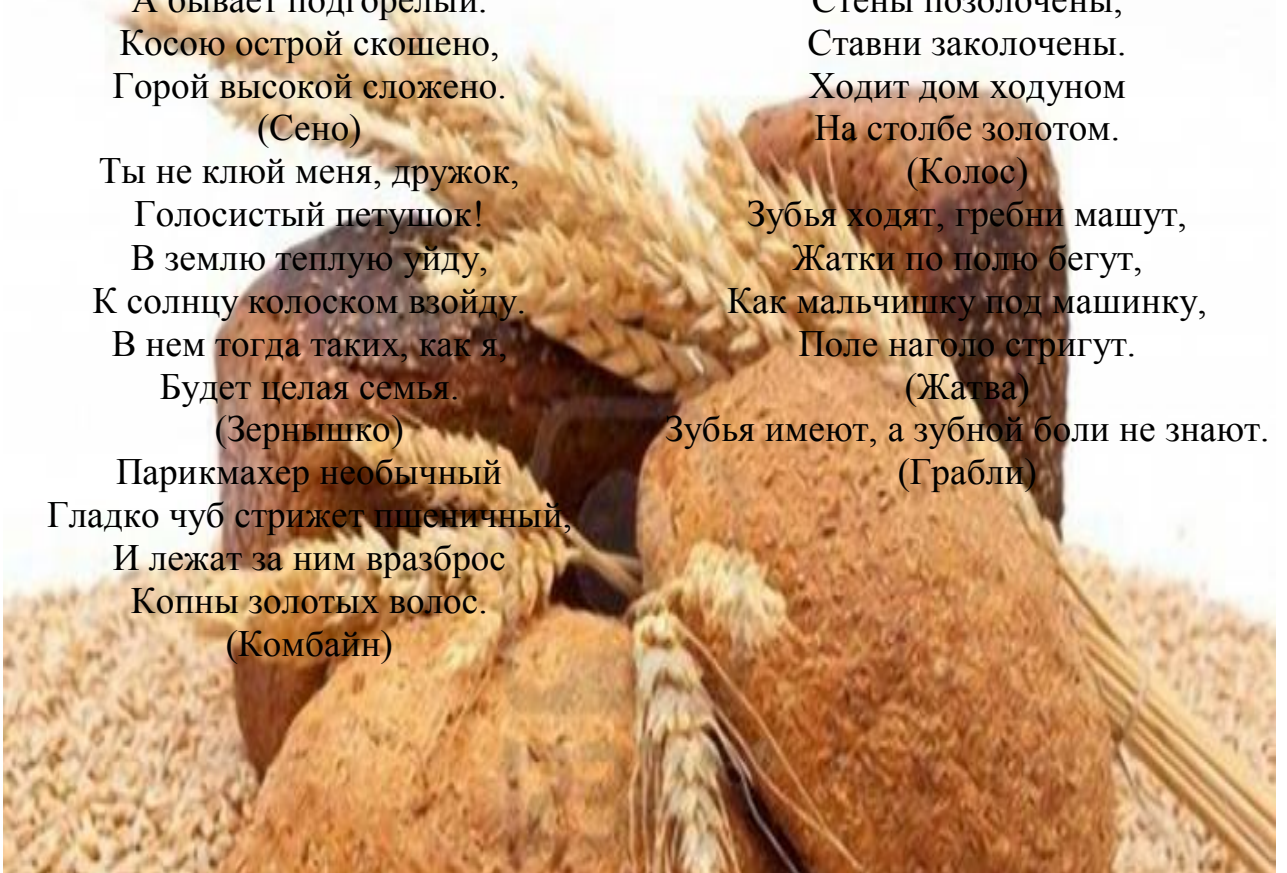 А бывает подгорелый.
Косою острой скошено,
Горой высокой сложено.
(Сено)
Ты не клюй меня, дружок,
Голосистый петушок!
В землю теплую уйду,
К солнцу колоском взойду.
В нем тогда таких, как я,
Будет целая семья.
(Зернышко)
Парикмахер необычный
Гладко чуб стрижет пшеничный,
И лежат за ним вразброс
Копны золотых волос.
(Комбайн)
Стены позолочены,
Ставни заколочены.
Ходит дом ходуном
На столбе золотом.
(Колос)
Зубья ходят, гребни машут,
Жатки по полю бегут,
Как мальчишку под машинку,
Поле наголо стригут.
(Жатва)
Зубья имеют, а зубной боли не знают.
(Грабли)